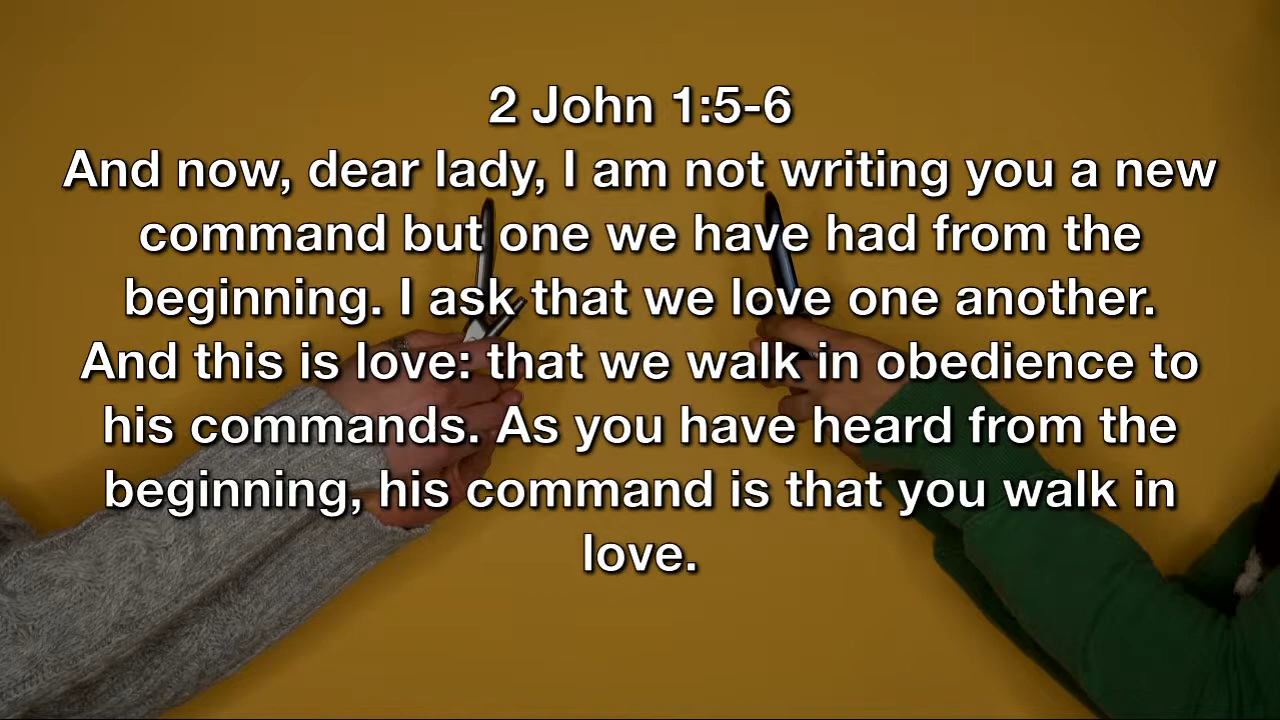 2 John 1:5-6
And now, dear lady, I am not writing you a new
command but one we have had from the
beginning. I ask that we love one another.
And this is love: that we walk in obedience to
his commands. As you have heard from the
beginning, his command is that you walk in
love.